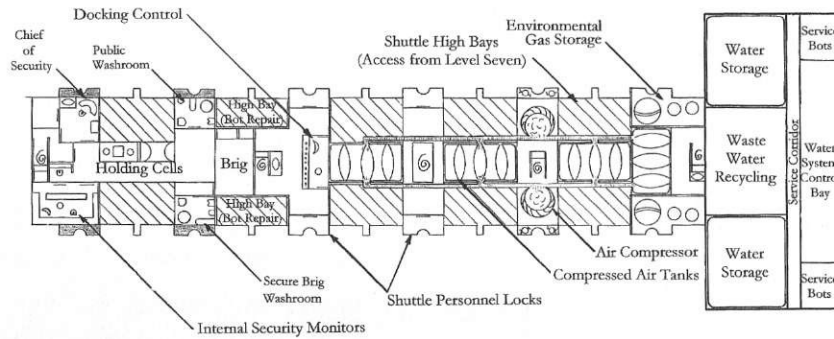 Docking Control
Chief
of
Security
Public
Washroom
Shuttle High Bays
(Access from Level Seven)
Environmental
Gas Storage
Water
Storage
Service
Bots
High Bay
(Bot Repair)
Holding Cells
Brig
High Bay
(Bot Repair)
Waste
Water
Recycling
Service Corridor
Water
System
Control
Bay
Secure Brig
Washroom
Internal Security Monitors
Shuttle Personnel Locks
Air Compressor
Compressed Air Tanks
Water
Storage
Service
Bots